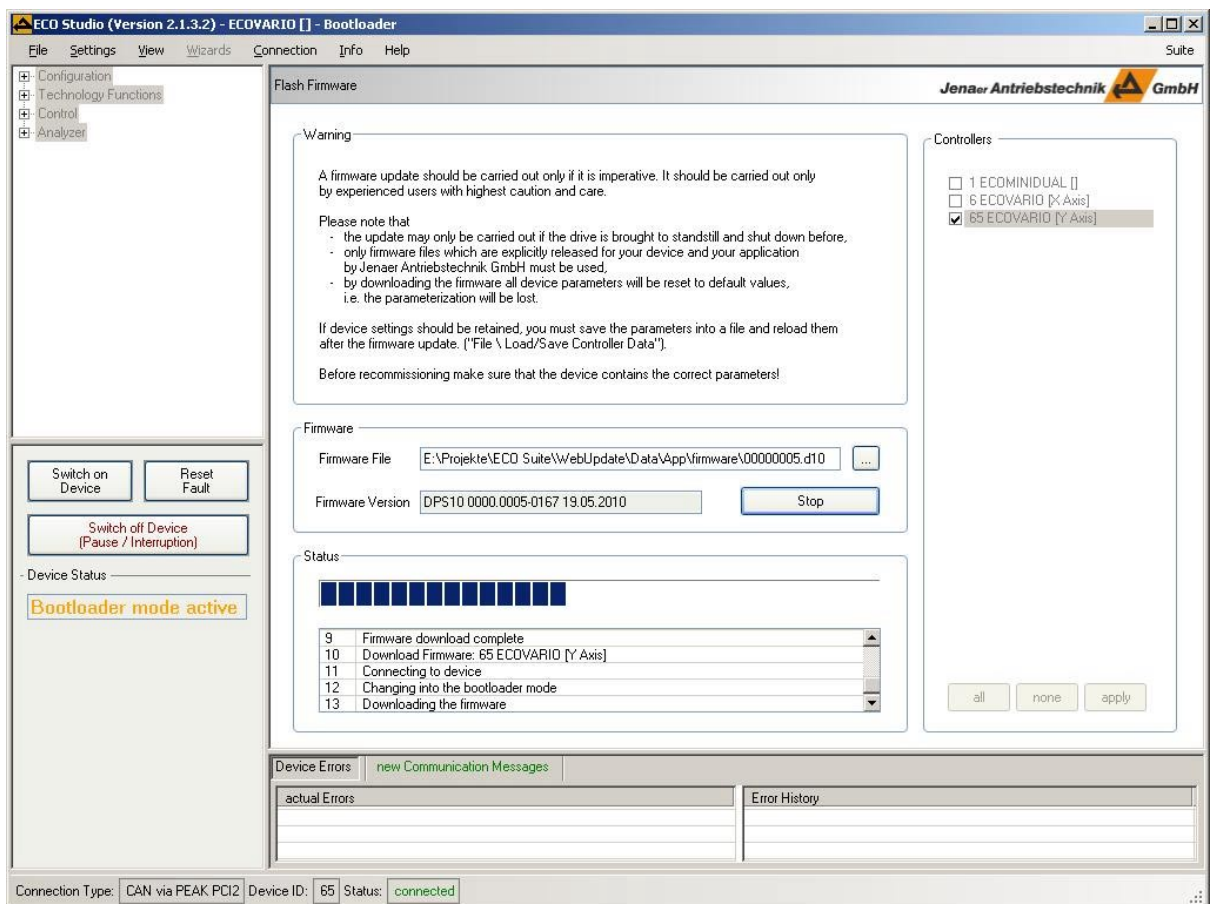 ECO Studio (Version 2.1.3.2) - ECOVARIO [] - Bootloader
File Settings View Wizards Connection Info Help Suite
Configuration
Technology Functions
Control
Analyzer
Switch on
Device
Reset
Fault
Switch off Device
(Pause / Interruption)
Device Status
Bootloader mode active
Flash Firmware
Jenaer Antriebstechnik GmbH
Warning
A firmware update should be carried out only if it is imperative. It should be carried out only
by experienced users with highest caution and care.
Please note that
- the update may only be carried out if the drive is brought to standstill and shut down before,
- only firmware files which are explicitly released for your device and your application
by Jenaer Antriebstechnik GmbH must be used,
- by downloading the firmware all device parameters will be reset to default values,
i.e. the parameterization will be lost.
If device settings should be retained, you must save the parameters into a file and reload them
after the firmware update. ("File \ Load/Save Controller Data").
Before recommissioning make sure that the device contains the correct parameters!
Firmware
Firmware File E:\Projekte\ECO Suite\WebUpdate\Data\App\firmware\00000005.d10 ...
Firmware Version DPS10 0000.0005-0167 19.05.2010 Stop
Status
9 Firmware download complete
10 Download Firmware: 65 ECOVARIO [Y Axis]
11 Connecting to device
12 Changing into the bootloader mode
13 Downloading the firmware
Controllers
1 ECOMINIDUAL []
6 ECOVARIO [X Axis]
65 ECOVARIO [Y Axis]
all none apply
Device Errors new Communication Messages
actual Errors Error History
Connection Type: CAN via PEAK PCI2 Device ID: 65 Status: connected